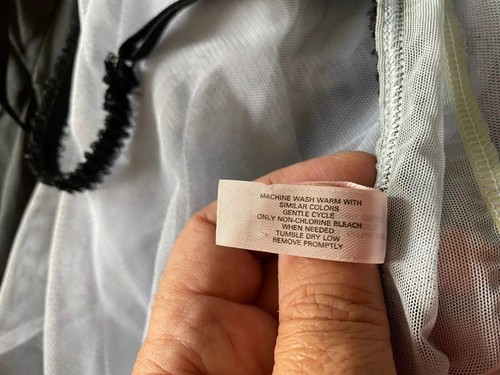 MACHINE WASH WARM WITH
SIMILAR COLORS
GENTLE CYCLE
ONLY NON-CHLORINE BLEACH
WHEN NEEDED
TUMBLE DRY LOW
REMOVE PROMPTLY